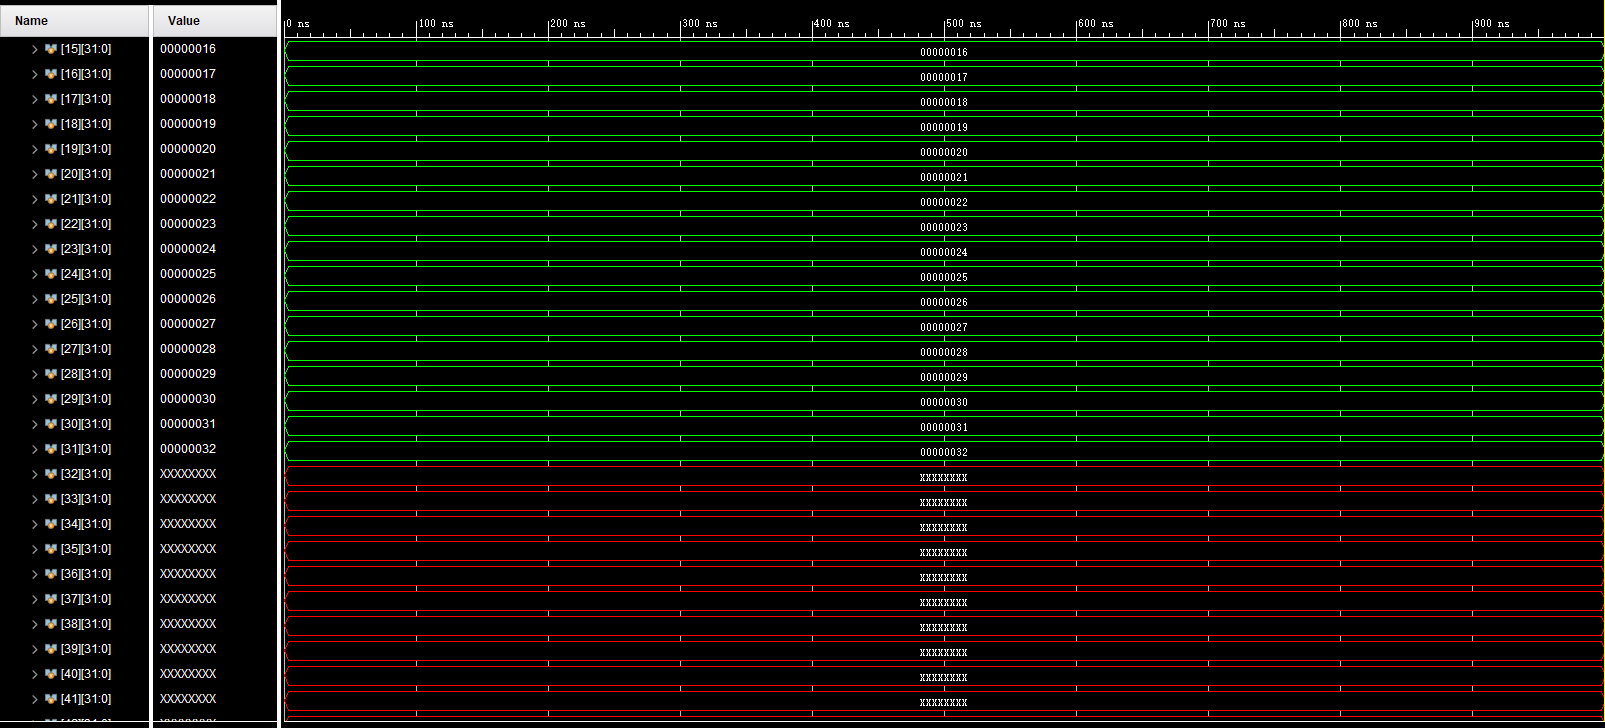 Name Value 0 ns 100 ns 200 ns 300 ns 400 ns 500 ns 600 ns 700 ns 800 ns 900 ns
[15][31:0] 00000016 00000016
[16][31:0] 00000017 00000017
[17][31:0] 00000018 00000018
[18][31:0] 00000019 00000019
[19][31:0] 00000020 00000020
[20][31:0] 00000021 00000021
[21][31:0] 00000022 00000022
[22][31:0] 00000023 00000023
[23][31:0] 00000024 00000024
[24][31:0] 00000025 00000025
[25][31:0] 00000026 00000026
[26][31:0] 00000027 00000027
[27][31:0] 00000028 00000028
[28][31:0] 00000029 00000029
[29][31:0] 00000030 00000030
[30][31:0] 00000031 00000031
[31][31:0] 00000032 00000032
[32][31:0] XXXXXXXX XXXXXXXX
[33][31:0] XXXXXXXX XXXXXXXX
[34][31:0] XXXXXXXX XXXXXXXX
[35][31:0] XXXXXXXX XXXXXXXX
[36][31:0] XXXXXXXX XXXXXXXX
[37][31:0] XXXXXXXX XXXXXXXX
[38][31:0] XXXXXXXX XXXXXXXX
[39][31:0] XXXXXXXX XXXXXXXX
[40][31:0] XXXXXXXX XXXXXXXX
[41][31:0] XXXXXXXX XXXXXXXX